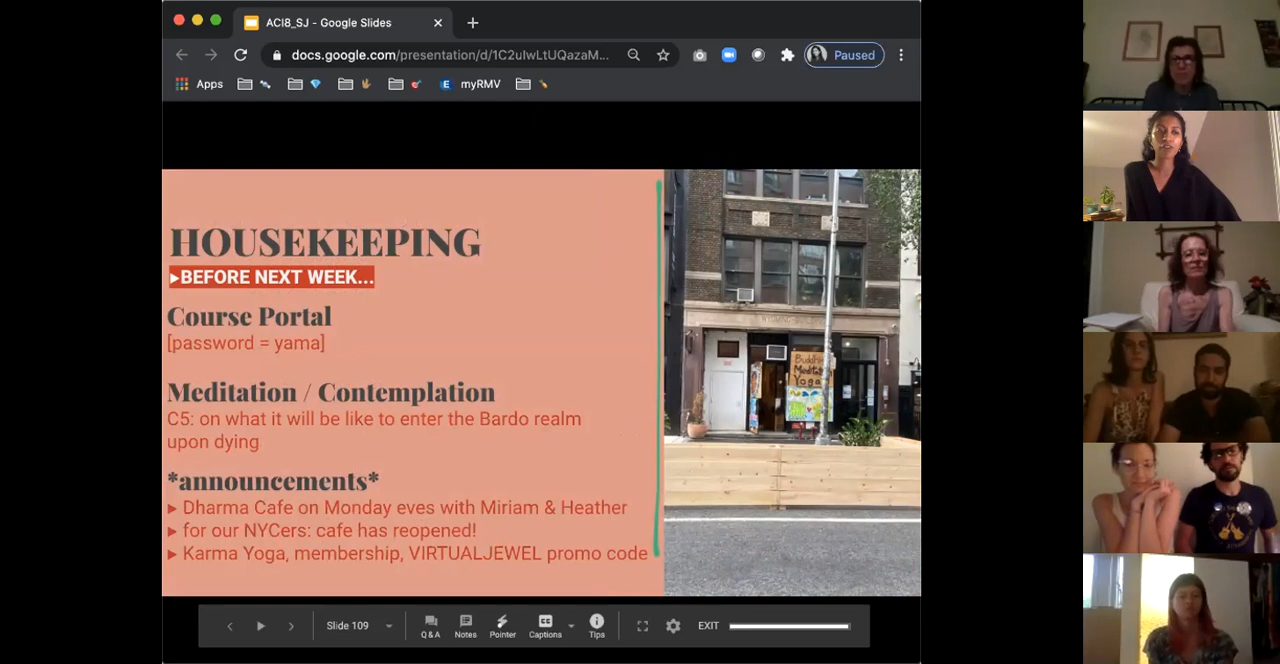 ACI8_SJ - Google Slides
docs.google.com/presentation/d/1C2ulwLtUQazaM...
Paused
Apps
myRMV
HOUSEKEEPING
▸BEFORE NEXT WEEK...
Course Portal
[password = yama]
Meditation / Contemplation
C5: on what it will be like to enter the Bardo realm
upon dying
*announcements*
▸ Dharma Cafe on Monday eves with Miriam & Heather
▸ for our NYCers: cafe has reopened!
▸ Karma Yoga, membership, VIRTUALJEWEL promo code
Buddhi
Meditat
Yoga
Slide 109
Q&A
Notes
Pointer
Captions
Tips
EXIT